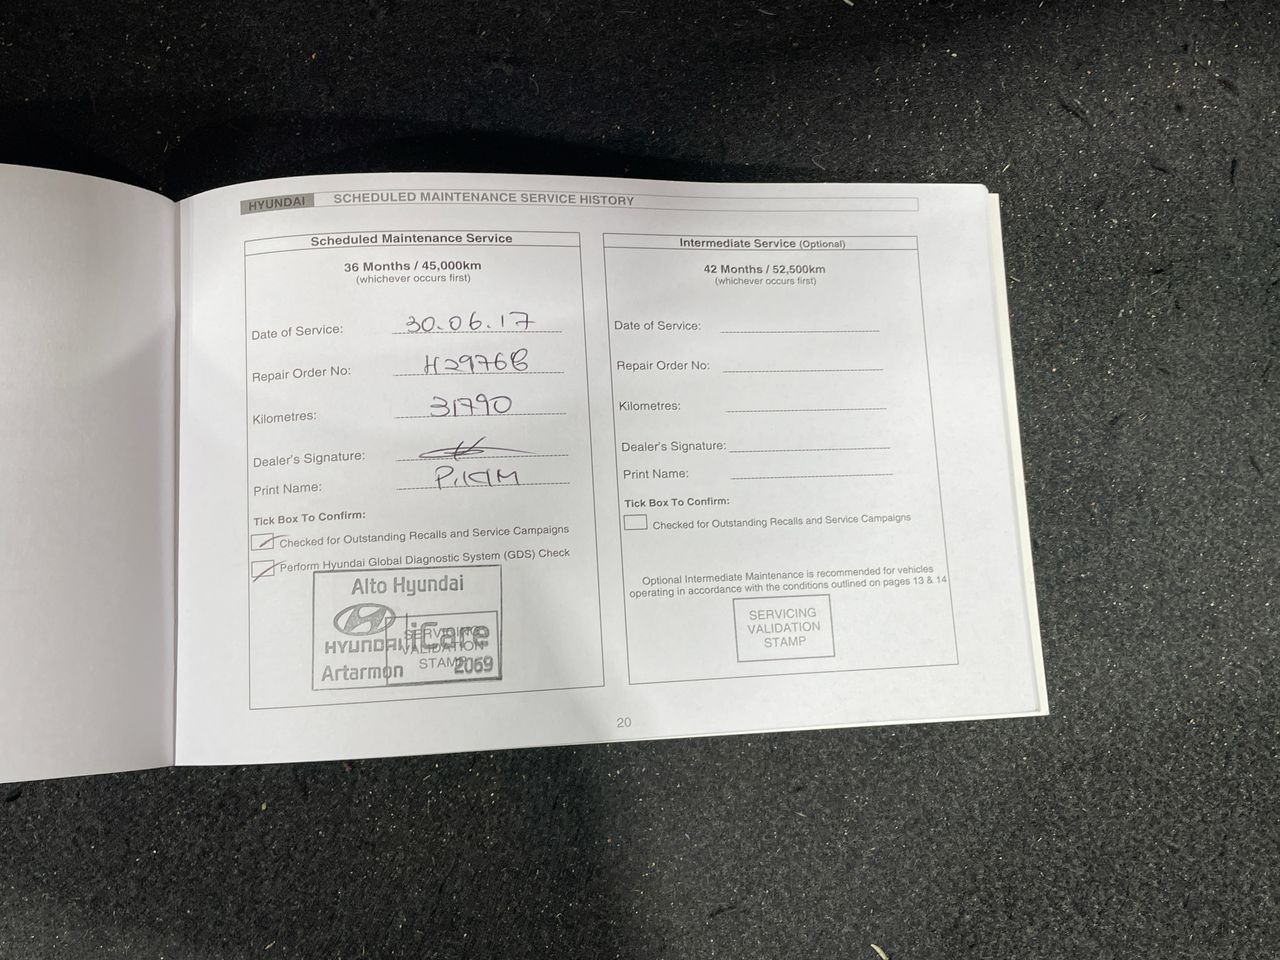 HYUNDAI SCHEDULED MAINTENANCE SERVICE HISTORY
Scheduled Maintenance Service
36 Months / 45,000km
(whichever occurs first)
Date of Service: 30.06.17
Repair Order No:
Kilometres: 31790
Dealer's Signature:
Print Name:
Tick Box To Confirm:
Checked for Outstanding Recalls and Service Campaigns
Perform Hyundai Global Diagnostic System (GDS) Check
Alto Hyundai
HYUNDAI iCare
Artarmon 2069
SERVICING
VALIDATION
STAMP
Intermediate Service (Optional)
42 Months / 52,500km
(whichever occurs first)
Date of Service:
Repair Order No:
Kilometres:
Dealer's Signature:
Print Name:
Tick Box To Confirm:
Checked for Outstanding Recalls and Service Campaigns
Optional Intermediate Maintenance is recommended for vehicles
operating in accordance with the conditions outlined on pages 13 & 14
SERVICING
VALIDATION
STAMP
20